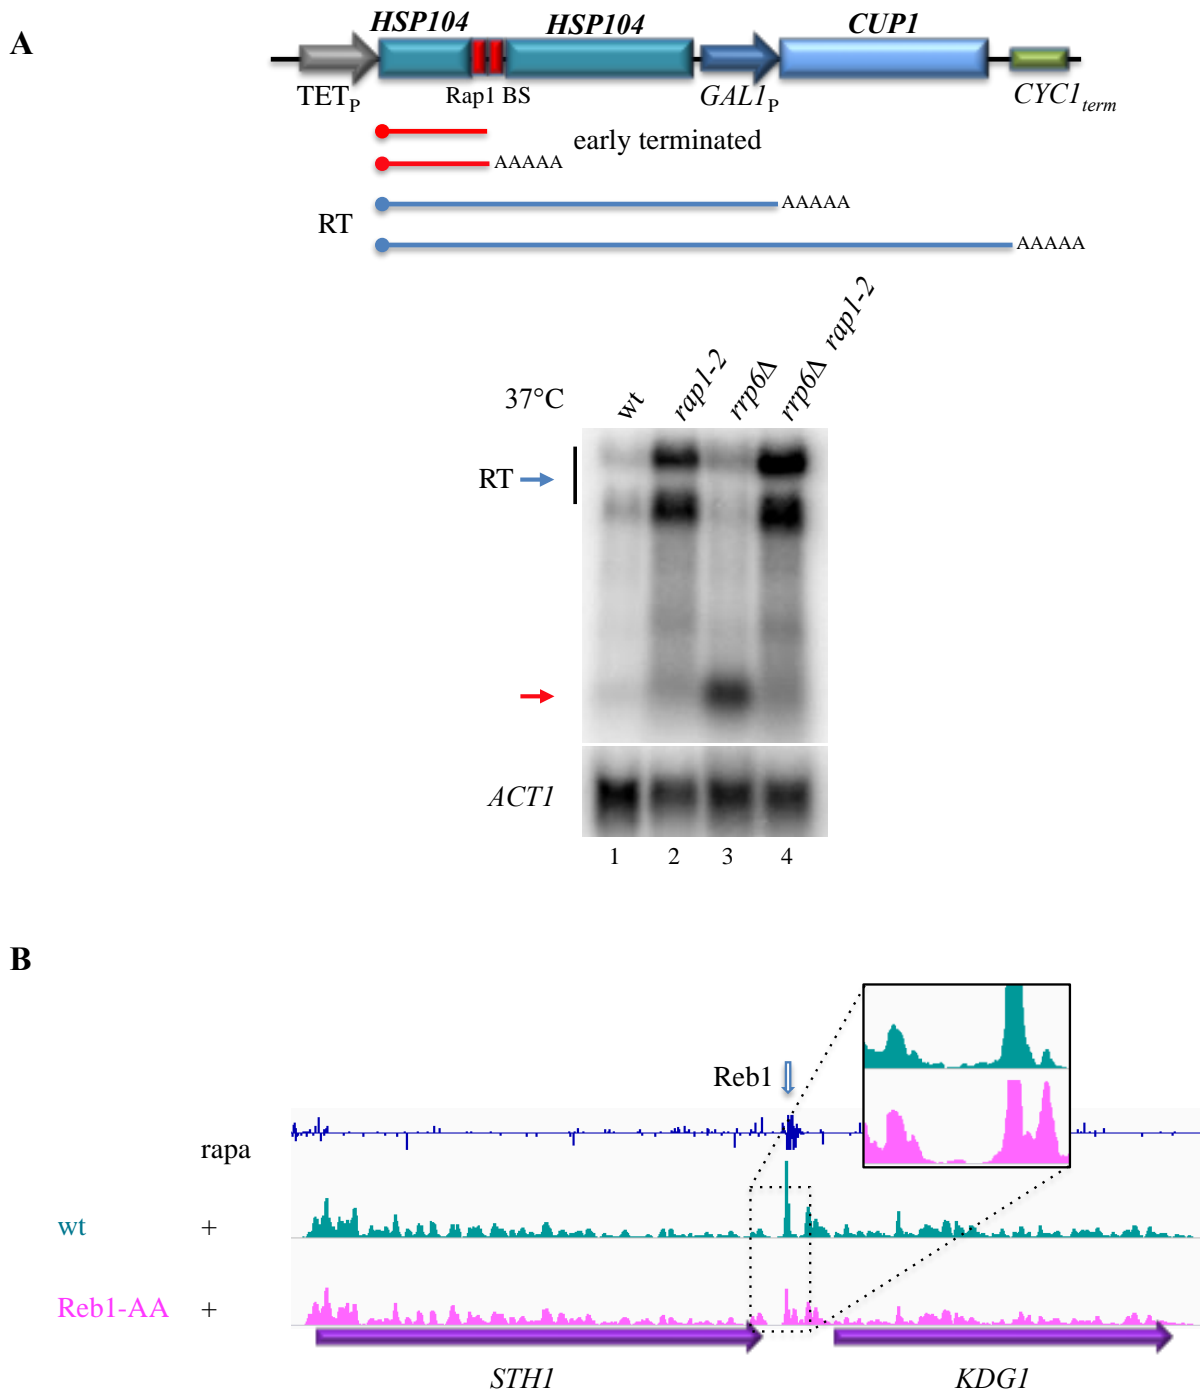 A
HSP104 HSP104 CUP1
TETP Rap1 BS GAL1P CYC1term
early terminated
AAAAA
AAAAA
RT
AAAAA
37°C wt rap1-2 rrp6Δ rrp6Δ rap1-2
RT
ACT1
1 2 3 4
B
Reb1
rapa
wt +
Reb1-AA +
STH1 KDG1